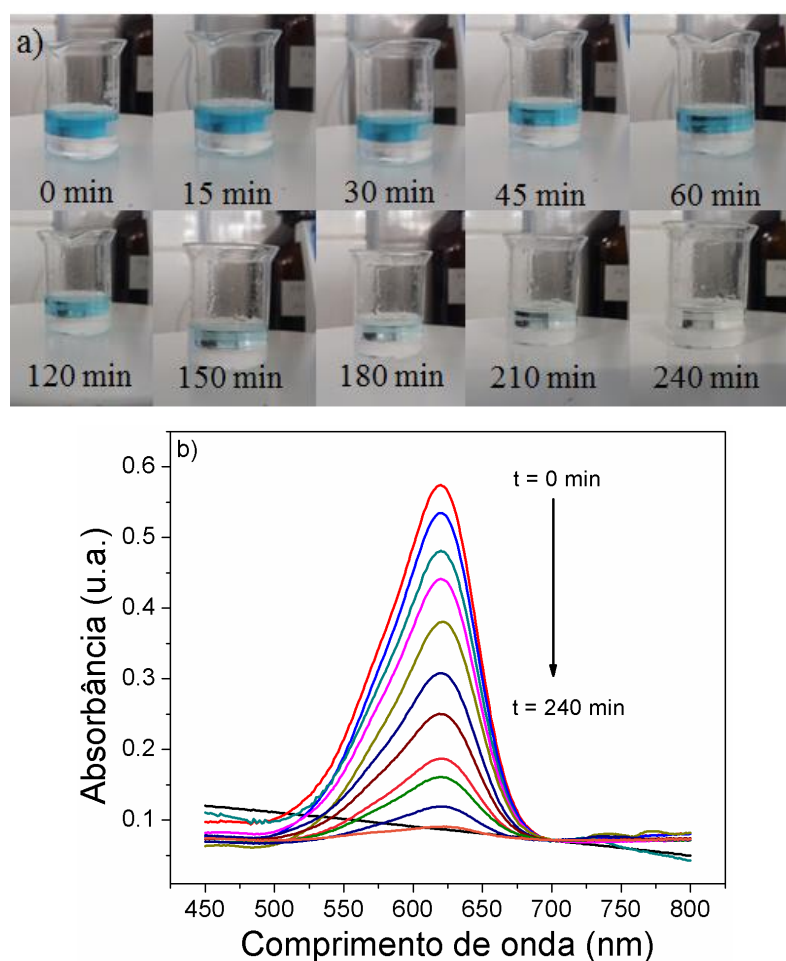 a)
0 min
15 min
30 min
45 min
60 min
120 min
150 min
180 min
210 min
240 min
b)
0.6
0.5
0.4
0.3
0.2
0.1
t = 0 min
t = 240 min
Absorbância (u.a.)
450
500
550
600
650
700
750
800
Comprimento de onda (nm)